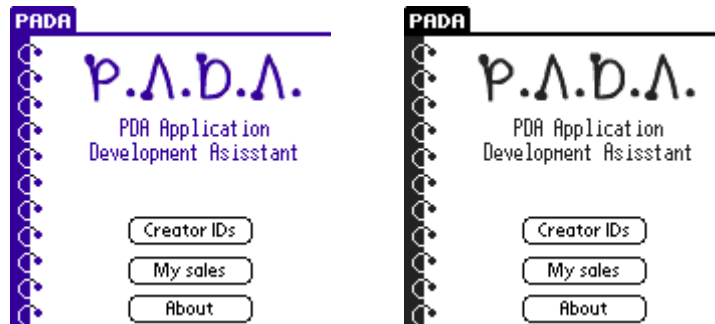 PADA
P.A.D.A.
PDA Application
Development Asisstant
Creator IDs
My sales
About
PADA
P.A.D.A.
PDA Application
Development Asisstant
Creator IDs
My sales
About